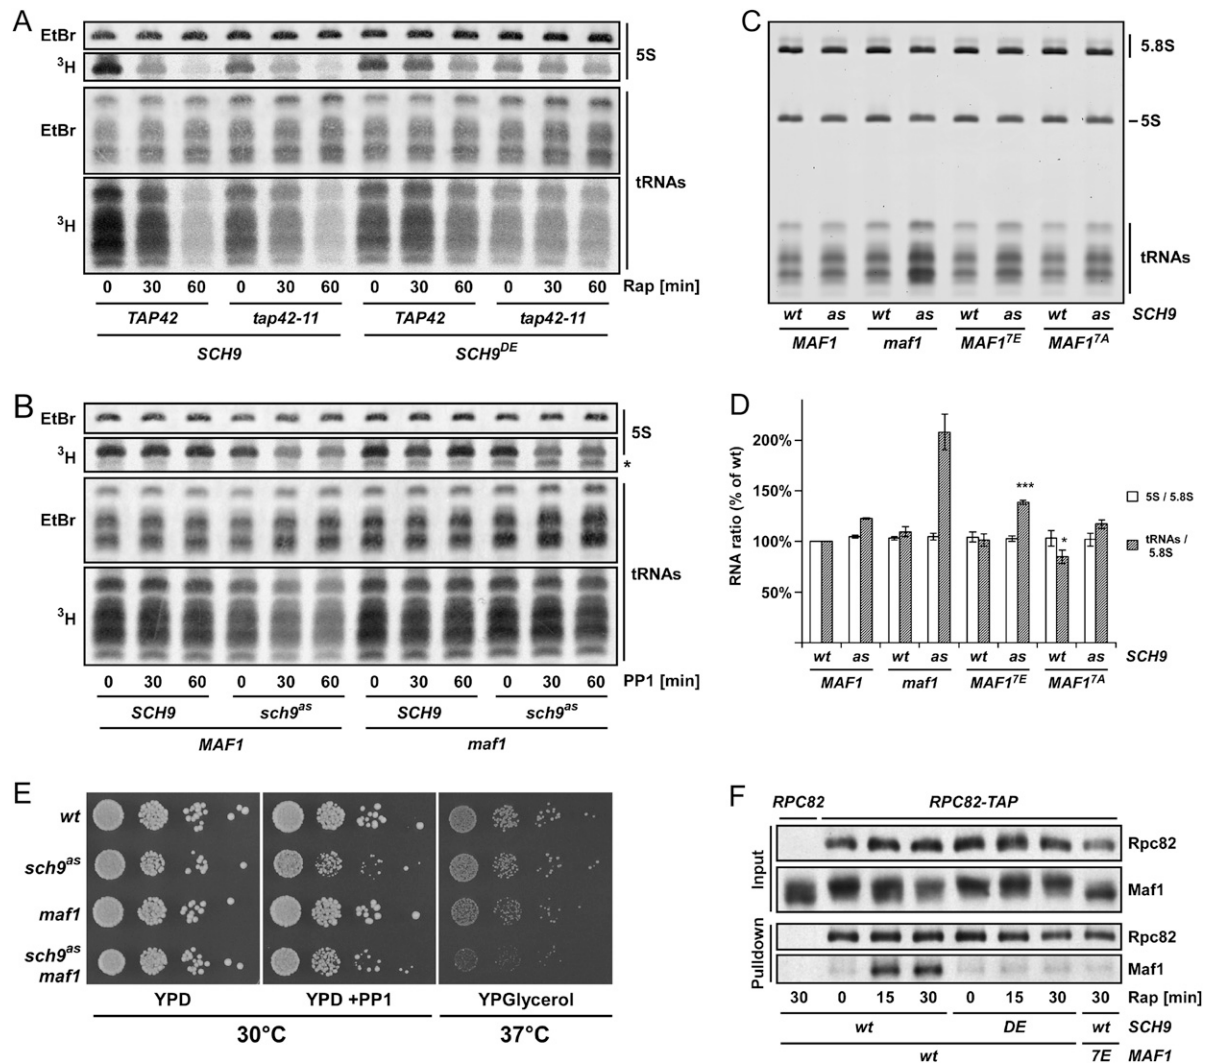 A
EtBr
5S
³H
EtBr
tRNAs
³H
0 30 60 0 30 60 0 30 60 0 30 60 Rap [min]
TAP42 tap42-11 TAP42 tap42-11
SCH9 SCH9ᴰᴱ
B
EtBr
5S
³H
*
EtBr
tRNAs
³H
0 30 60 0 30 60 0 30 60 0 30 60 PP1 [min]
SCH9 sch9ᵃˢ SCH9 sch9ᵃˢ
MAF1 maf1
C
5.8S
5S
tRNAs
wt as wt as wt as wt as SCH9
MAF1 maf1 MAF1⁷ᴱ MAF1⁷ᴬ
D
RNA ratio (% of wt)
200%
150%
100%
50%
***
*
5S / 5.8S
tRNAs /
5.8S
wt as wt as wt as wt as SCH9
MAF1 maf1 MAF1⁷ᴱ MAF1⁷ᴬ
E
wt
sch9ᵃˢ
maf1
sch9ᵃˢ
maf1
YPD YPD +PP1 YPGlycerol
30°C 37°C
F
RPC82 RPC82-TAP
Input
Rpc82
Maf1
Pulldown
Rpc82
Maf1
30 0 15 30 0 15 30 30 Rap [min]
wt DE wt SCH9
wt 7E MAF1